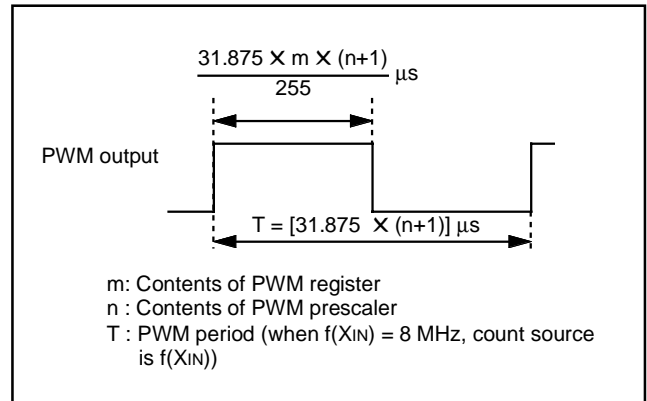 31.875 × m × (n+1)
255
μs
PWM output
T = [31.875 × (n+1)] μs
m: Contents of PWM register
n : Contents of PWM prescaler
T : PWM period (when f(XIN) = 8 MHz, count source
is f(XIN))